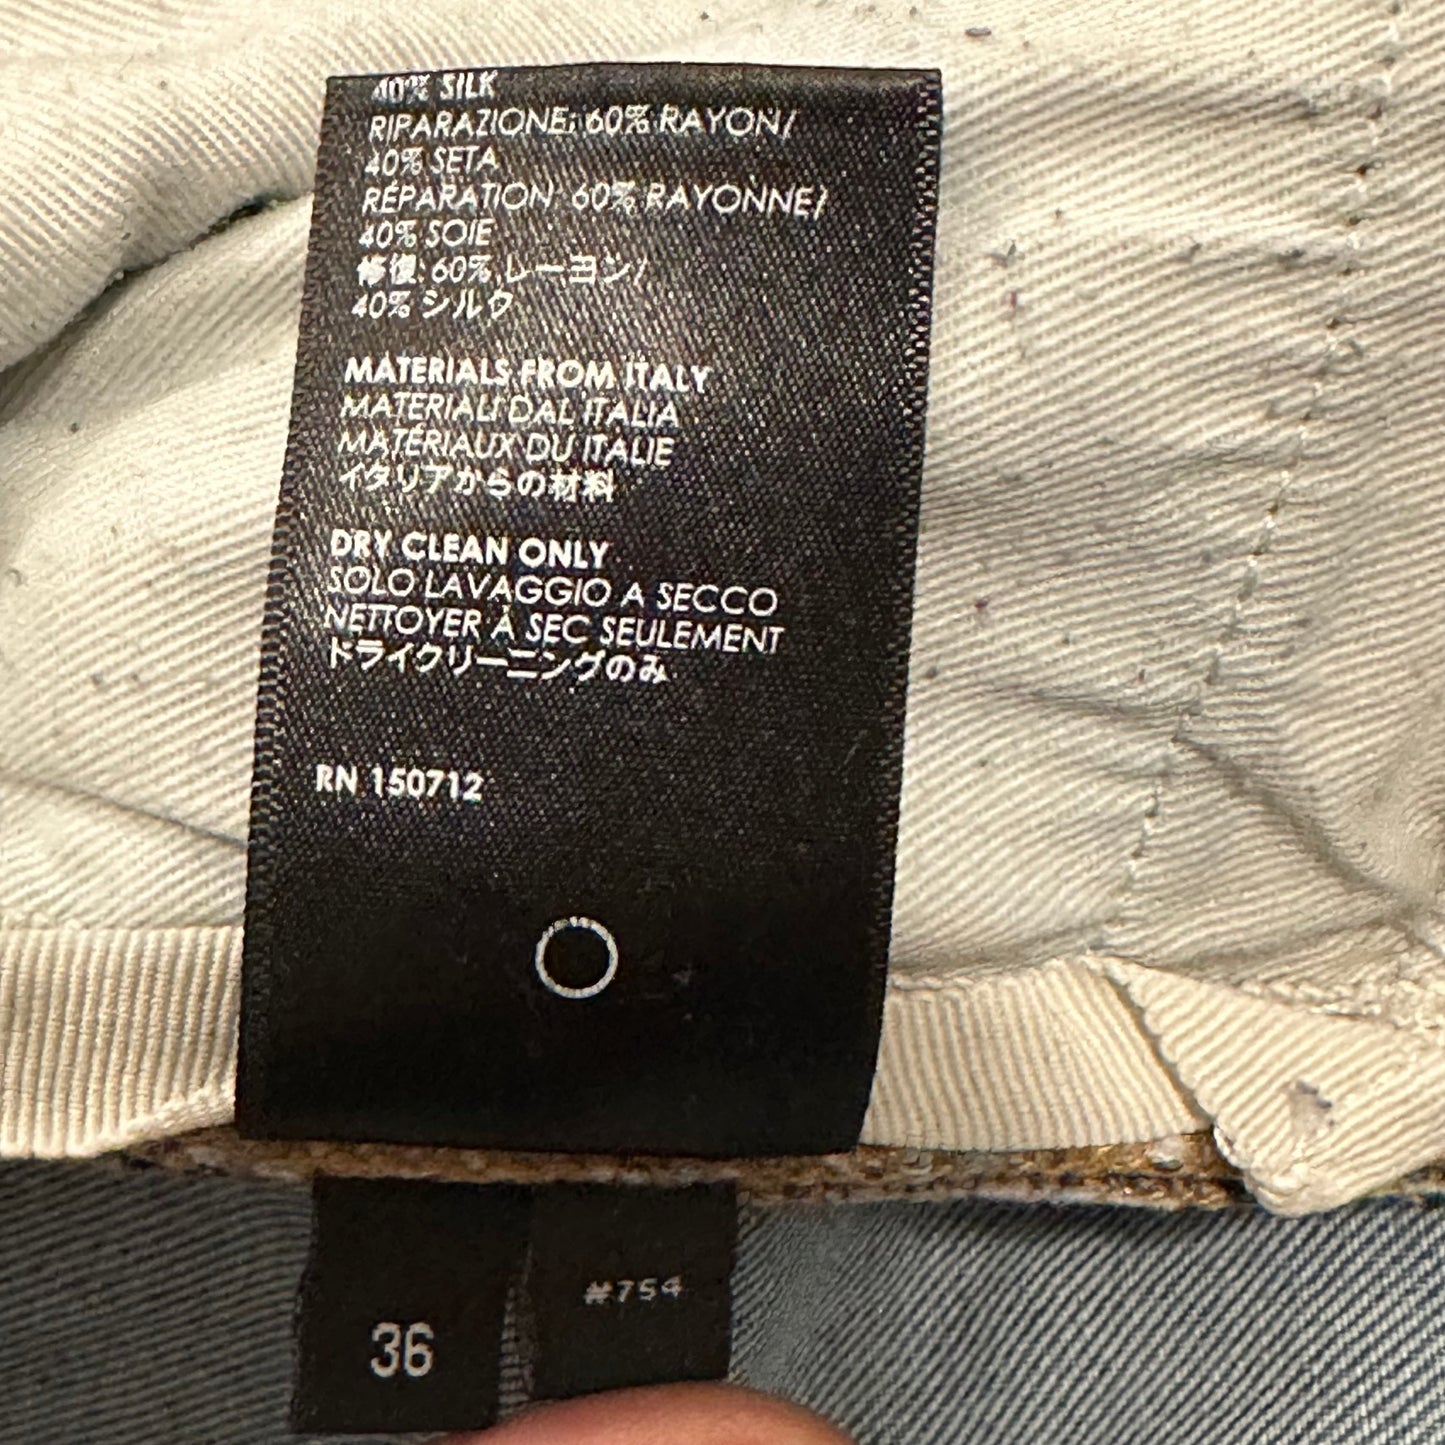 40% SILK
RIPARAZIONE: 60% RAYON/
40% SETA
RÉPARATION: 60% RAYONNE/
40% SOIE
修復: 60% レーヨン/
40% シルク
MATERIALS FROM ITALY
MATERIALI DAL ITALIA
MATÉRIAUX DU ITALIE
イタリアからの材料
DRY CLEAN ONLY
SOLO LAVAGGIO A SECCO
NETTOYER À SEC SEULEMENT
ドライクリーニングのみ
RN 150712
36
#754